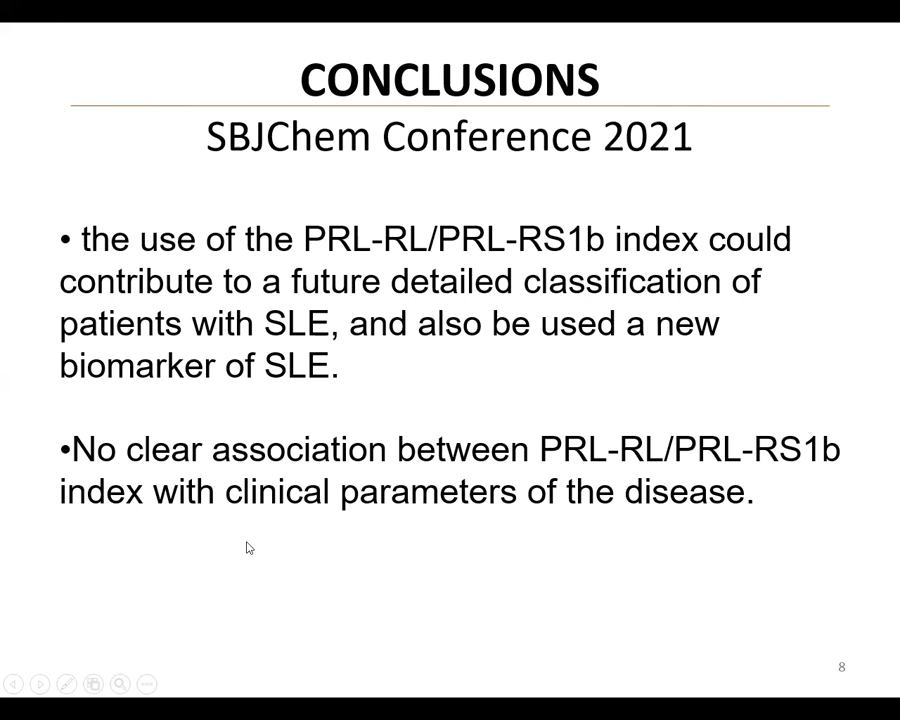 CONCLUSIONS
SBJChem Conference 2021
• the use of the PRL-RL/PRL-RS1b index could
contribute to a future detailed classification of
patients with SLE, and also be used a new
biomarker of SLE.
•No clear association between PRL-RL/PRL-RS1b
index with clinical parameters of the disease.
8